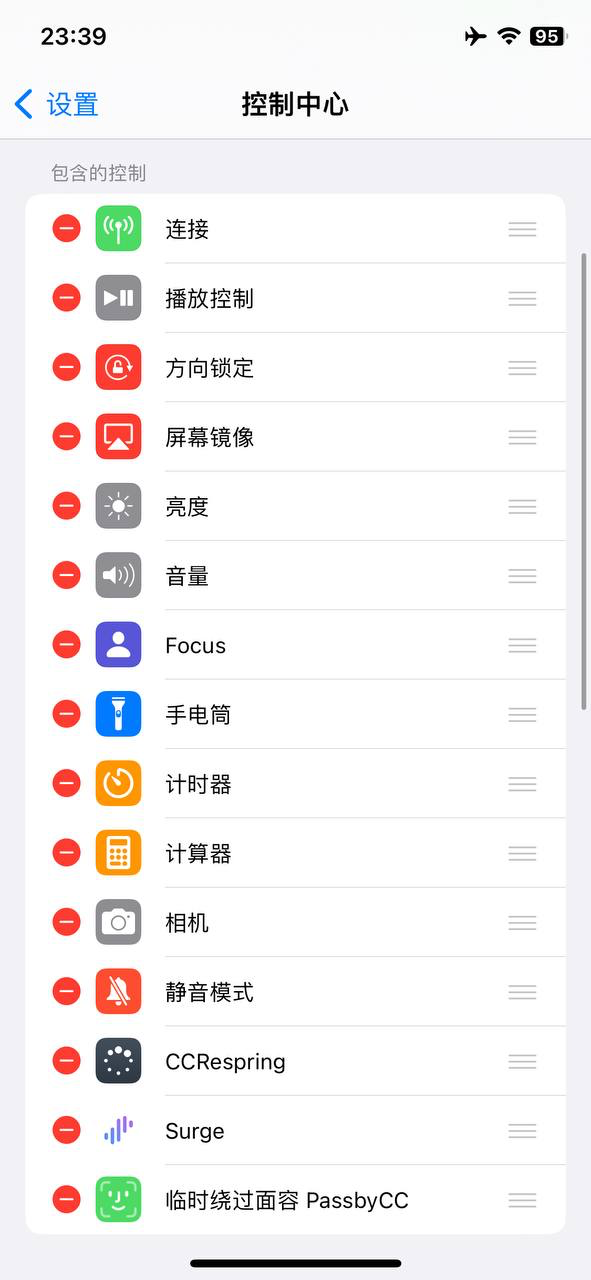 23:39
95
设置
控制中心
包含的控制
连接
播放控制
方向锁定
屏幕镜像
亮度
音量
Focus
手电筒
计时器
计算器
相机
静音模式
CCRespring
Surge
临时绕过面容 PassbyCC